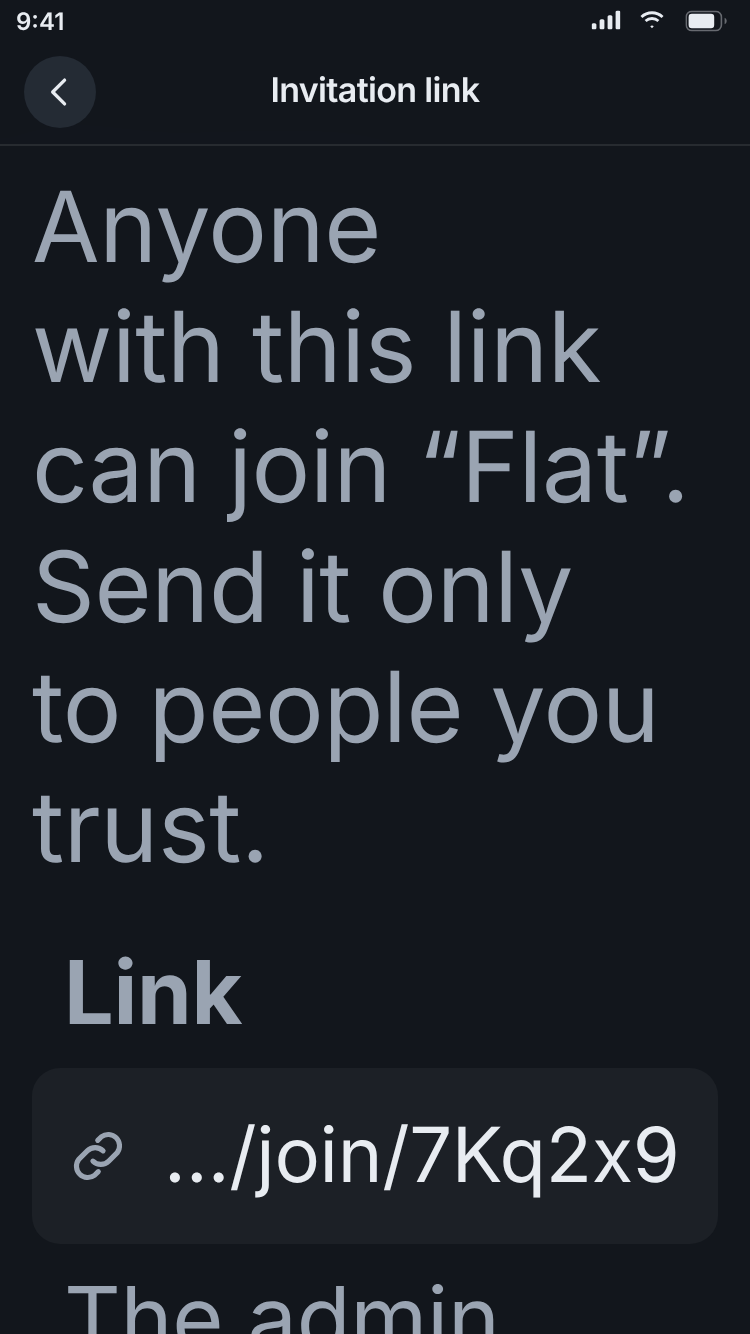 9:41
Invitation link
Anyone
with this link
can join “Flat”.
Send it only
to people you
trust.
Link
.../join/7Kq2x9
The admin